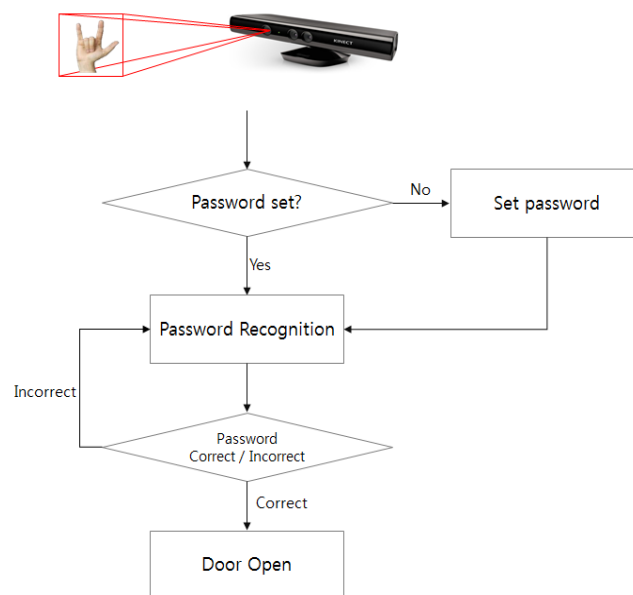 KINECT
Password set?
No
Set password
Yes
Password Recognition
Incorrect
Password
Correct / Incorrect
Correct
Door Open